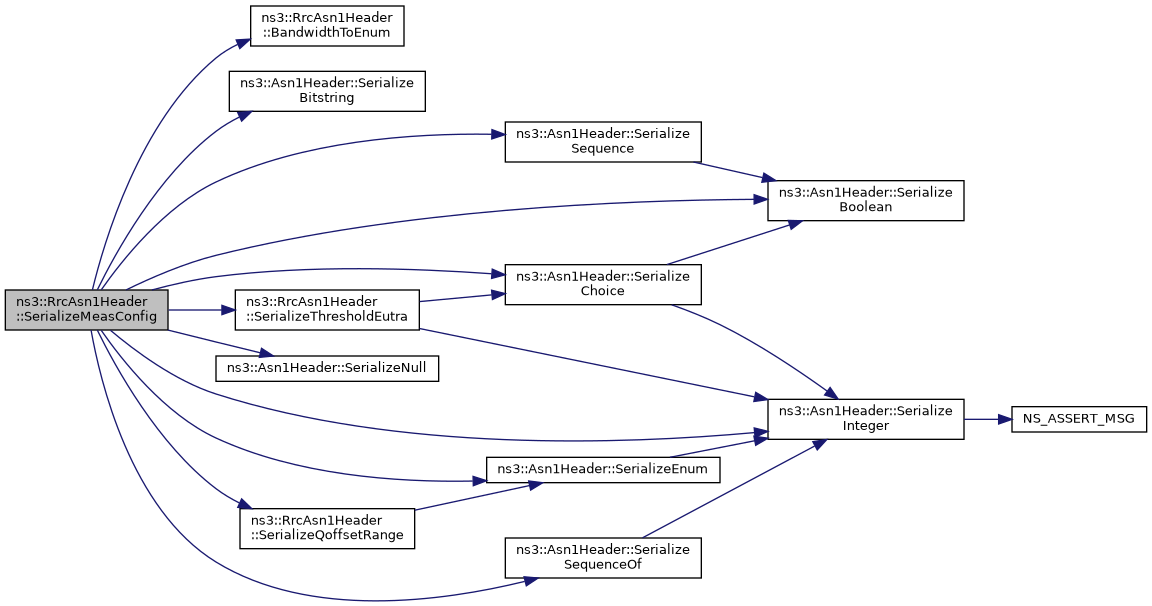 ns3::RrcAsn1Header
::BandwidthToEnum
ns3::Asn1Header::Serialize
Bitstring
ns3::Asn1Header::Serialize
Sequence
ns3::Asn1Header::Serialize
Boolean
ns3::Asn1Header::Serialize
Choice
ns3::RrcAsn1Header
::SerializeMeasConfig
ns3::RrcAsn1Header
::SerializeThresholdEutra
ns3::Asn1Header::SerializeNull
ns3::Asn1Header::Serialize
Integer
NS_ASSERT_MSG
ns3::Asn1Header::SerializeEnum
ns3::RrcAsn1Header
::SerializeQoffsetRange
ns3::Asn1Header::Serialize
SequenceOf